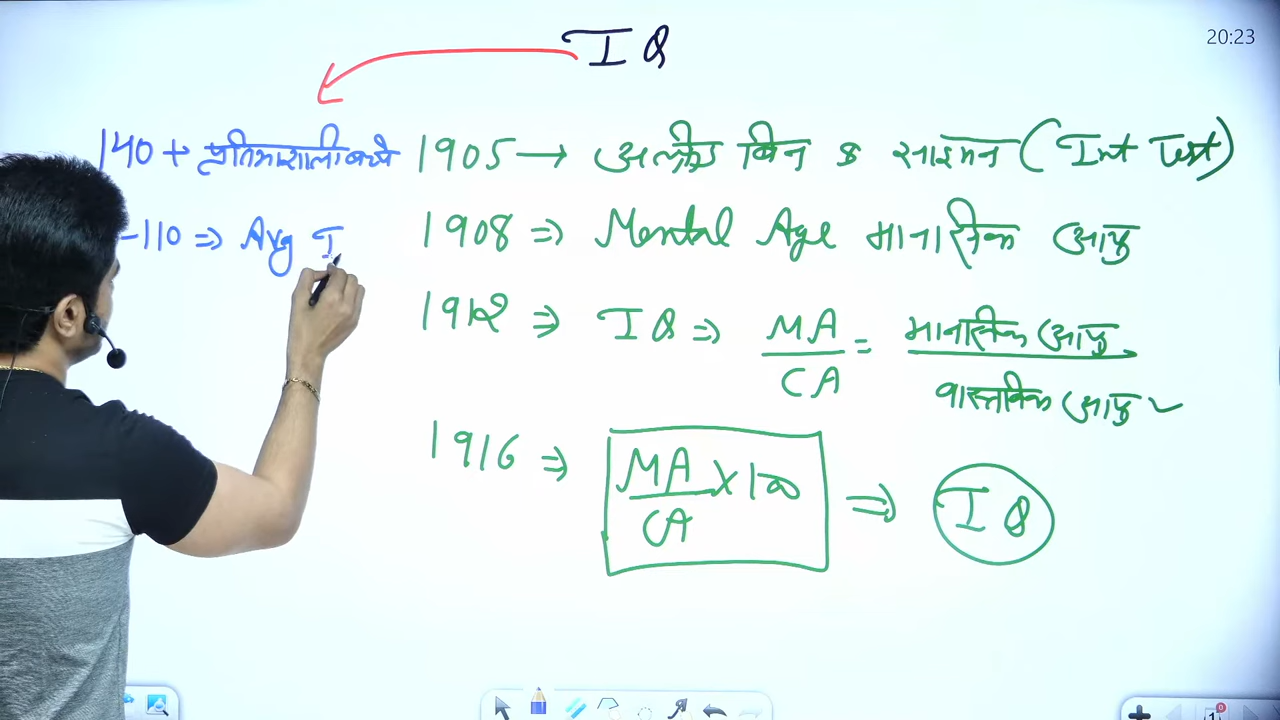 20:23
IQ
140+ प्रतिभाशाली बच्चे
-110 ⇒ Avg I
1905 → अल्फ्रेड बिने & साइमन (Int Test)
1908 ⇒ Mental Age मानसिक आयु
1912 ⇒ IQ ⇒ MA/CA = मानसिक आयु/वास्तविक आयु ✓
1916 ⇒ MA/CA × 100 ⇒ IQ